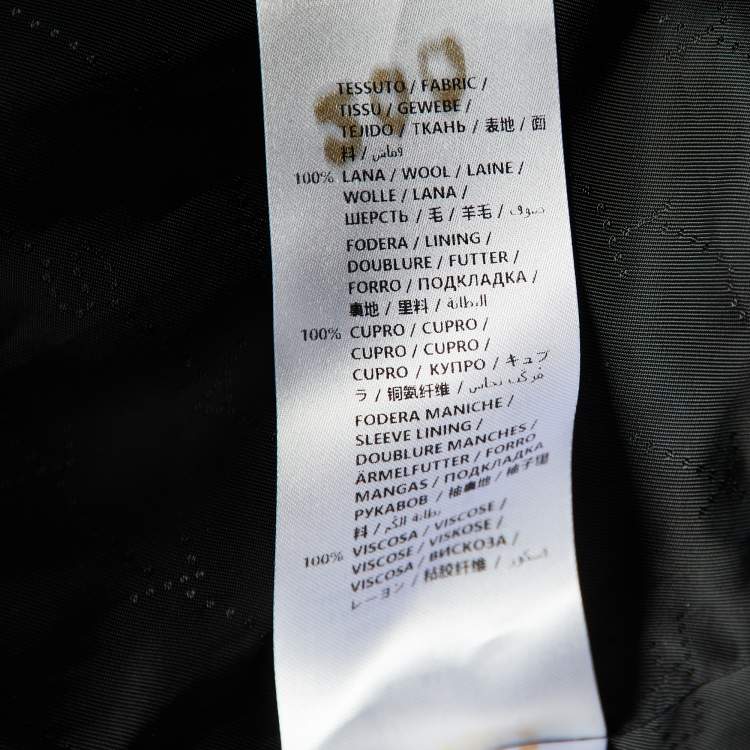 TESSUTO / FABRIC /
TISSU / GEWEBE /
TEJIDO / ТКАНЬ / 表地 / 面
料 / قماش
100% LANA / WOOL / LAINE /
WOLLE / LANA /
ШЕРСТЬ / 毛 / 羊毛 / صوف
FODERA / LINING /
DOUBLURE / FUTTER /
FORRO / ПОДКЛАДКА /
裏地 / 里料 / البطانة
100% CUPRO / CUPRO /
CUPRO / CUPRO /
CUPRO / КУПРО / キュプ
ラ / 铜氨纤维 / مركب نحاس
FODERA MANICHE /
SLEEVE LINING /
DOUBLURE MANCHES /
ÄRMELFUTTER / FORRO
MANGAS / ПОДКЛАДКА
РУКАВОВ / 袖裏地 / 袖子里
料 / بطانة الكم
100% VISCOSA / VISCOSE /
VISCOSE / VISKOSE /
VISCOSA / ВИСКОЗА /
レーヨン / 粘胶纤维 / فسكوز